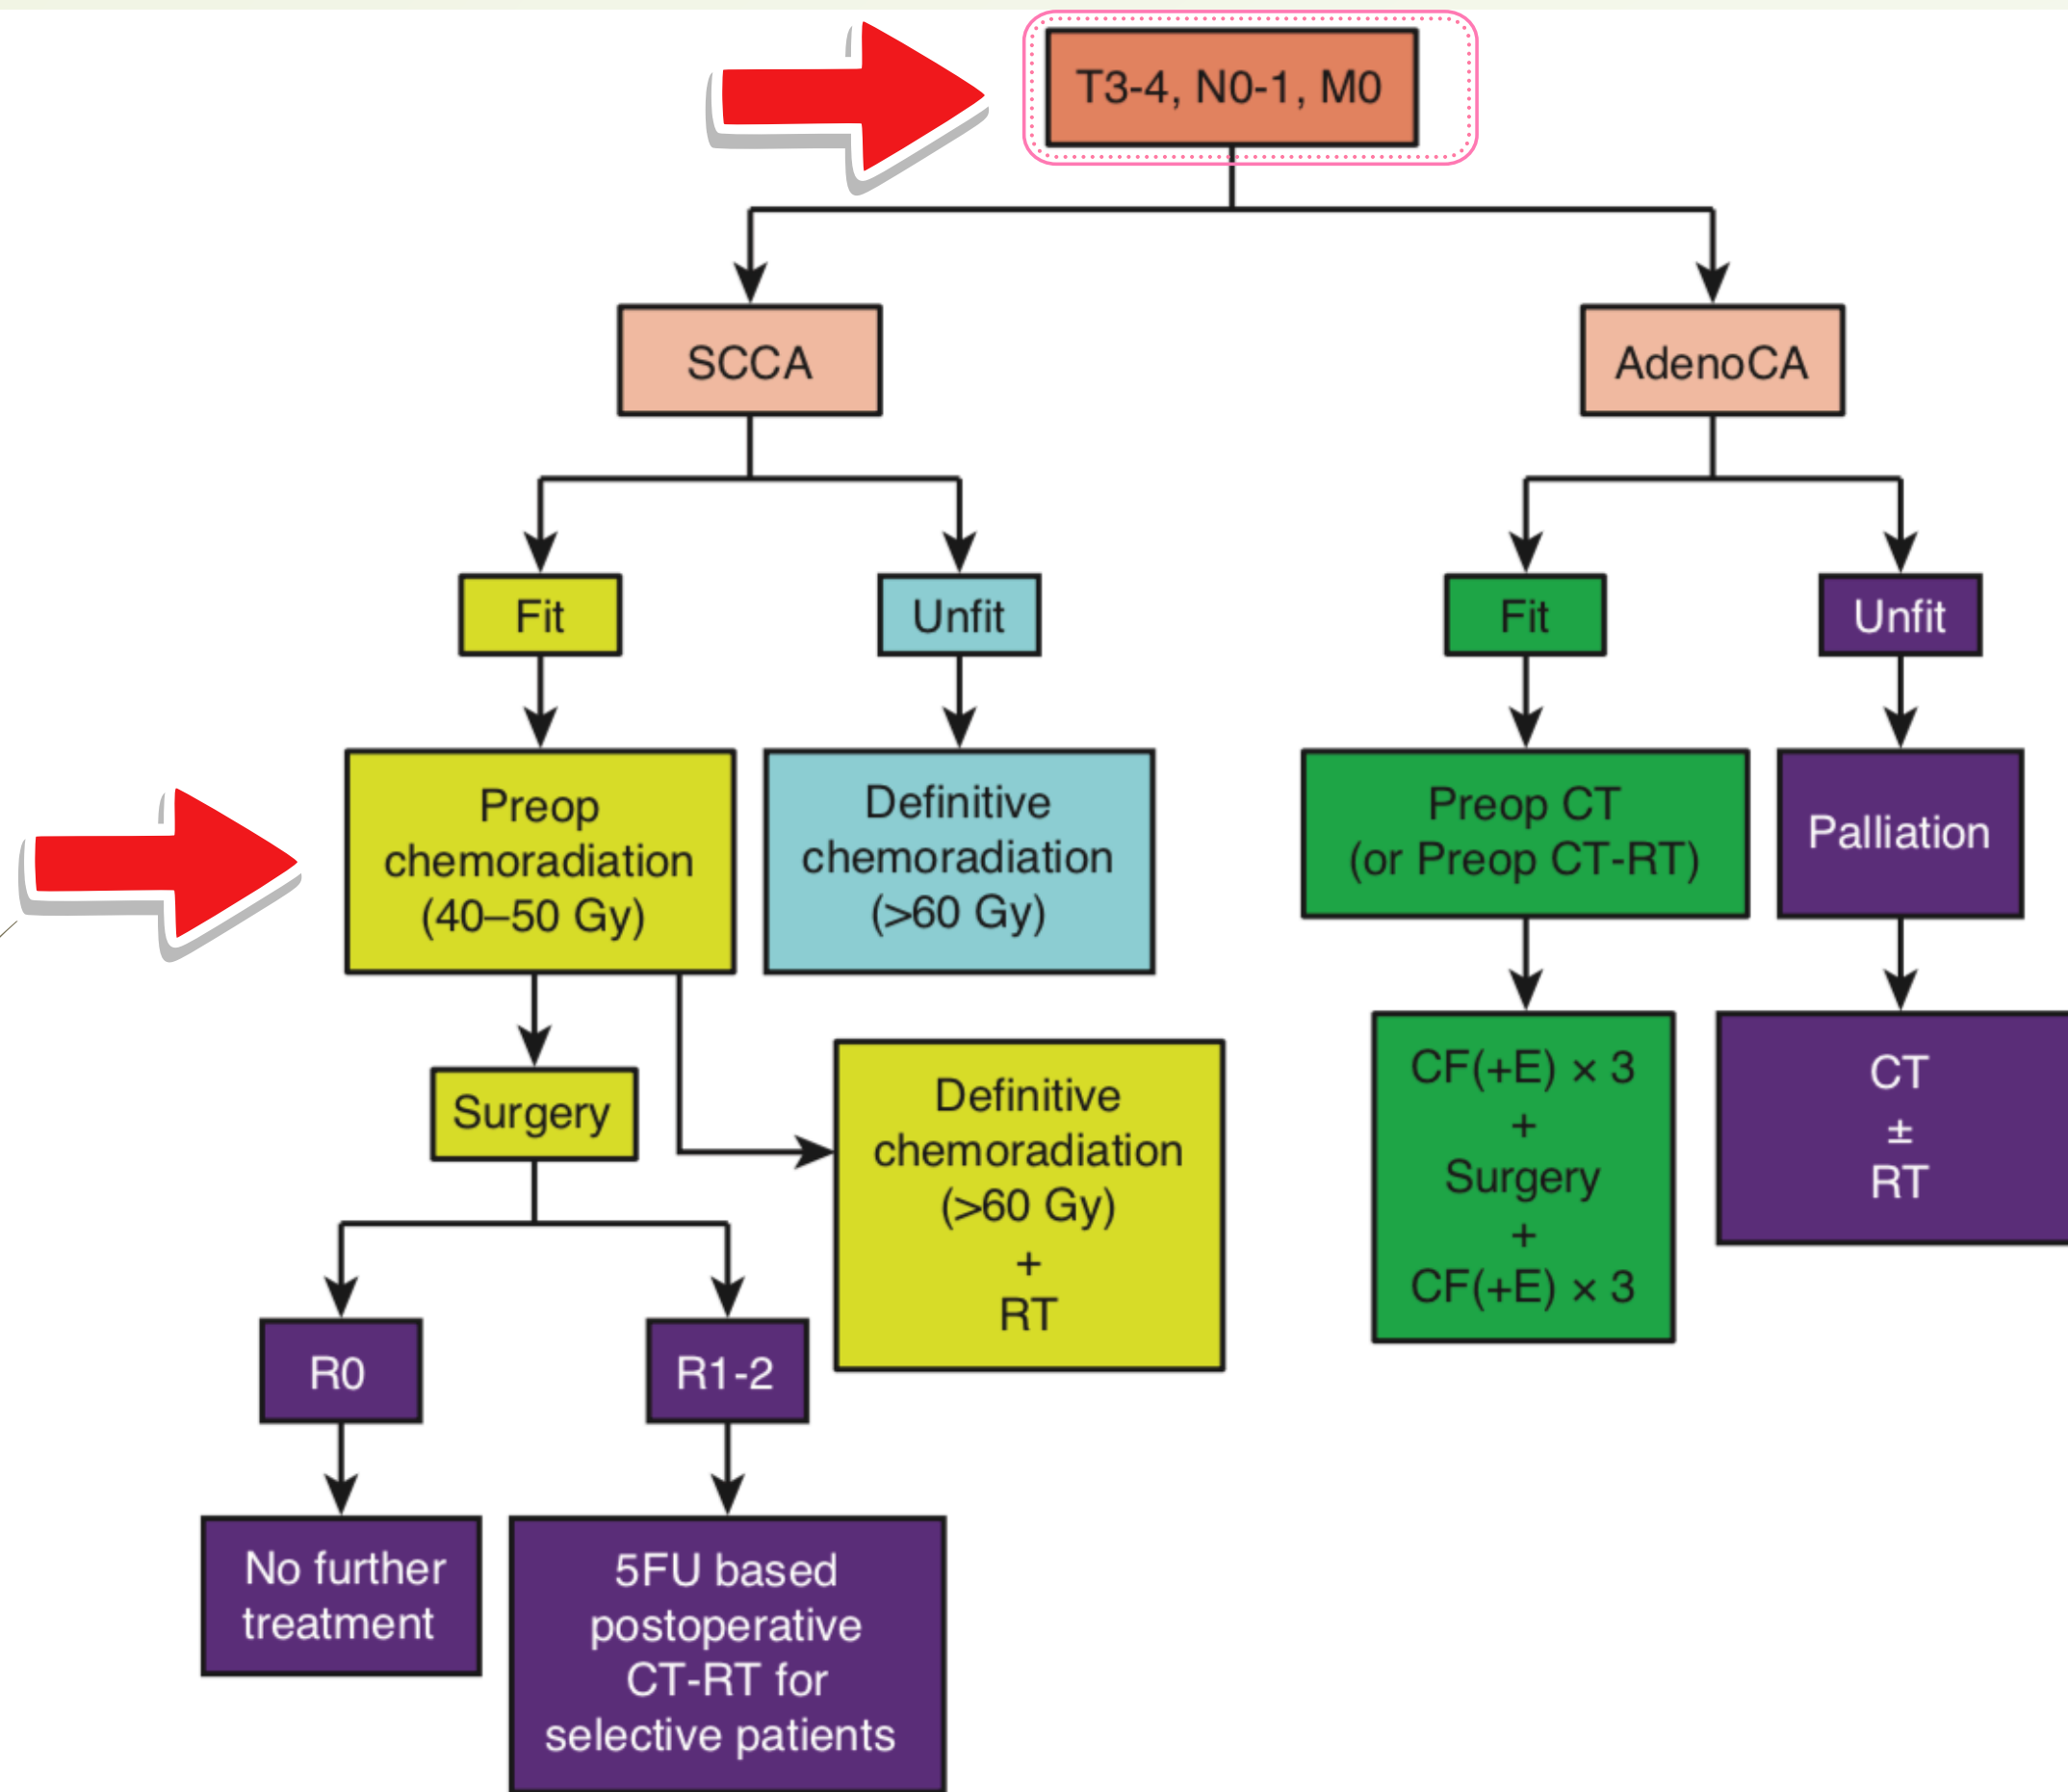 T3-4, N0-1, M0
SCCA
AdenoCA
Fit
Unfit
Fit
Unfit
Preop
chemoradiation
(40–50 Gy)
Definitive
chemoradiation
(>60 Gy)
Preop CT
(or Preop CT-RT)
Palliation
Surgery
Definitive
chemoradiation
(>60 Gy)
+
RT
CF(+E) × 3
+
Surgery
+
CF(+E) × 3
CT
±
RT
R0
R1-2
No further
treatment
5FU based
postoperative
CT-RT for
selective patients